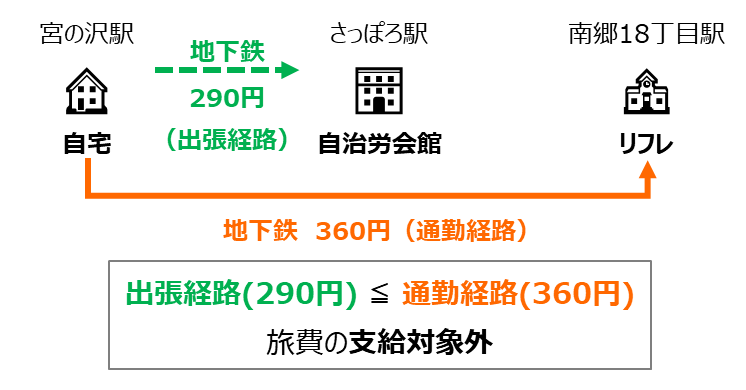 宮の沢駅
さっぽろ駅
南郷18丁目駅
地下鉄
290円
（出張経路）
自宅
自治労会館
リフレ
地下鉄 360円（通勤経路）
出張経路(290円) ≦ 通勤経路(360円)
旅費の支給対象外